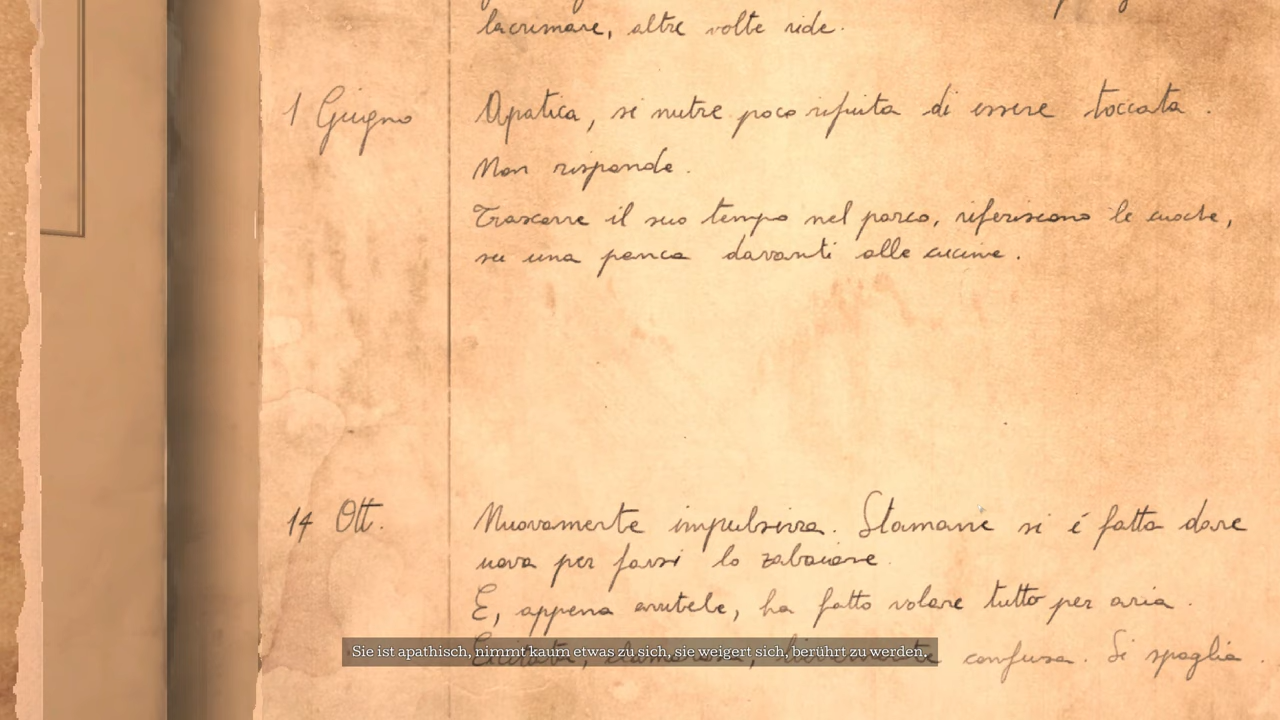 lacrimare, altre volte ride.
1 Giugno
Apatica, si nutre poco rifiuta di essere toccata.
Non risponde.
Trascorre il suo tempo nel parco, riferiscono le cuoche,
su una panca davanti alle cucine.
14 Ott.
Nuovamente impulsiva. Stamane si é fatta dare
uova per farsi lo zabaione.
E, appena avutele, ha fatto volare tutto per aria.
confusa. Si spoglia.
Sie ist apathisch, nimmt kaum etwas zu sich, sie weigert sich, berührt zu werden.